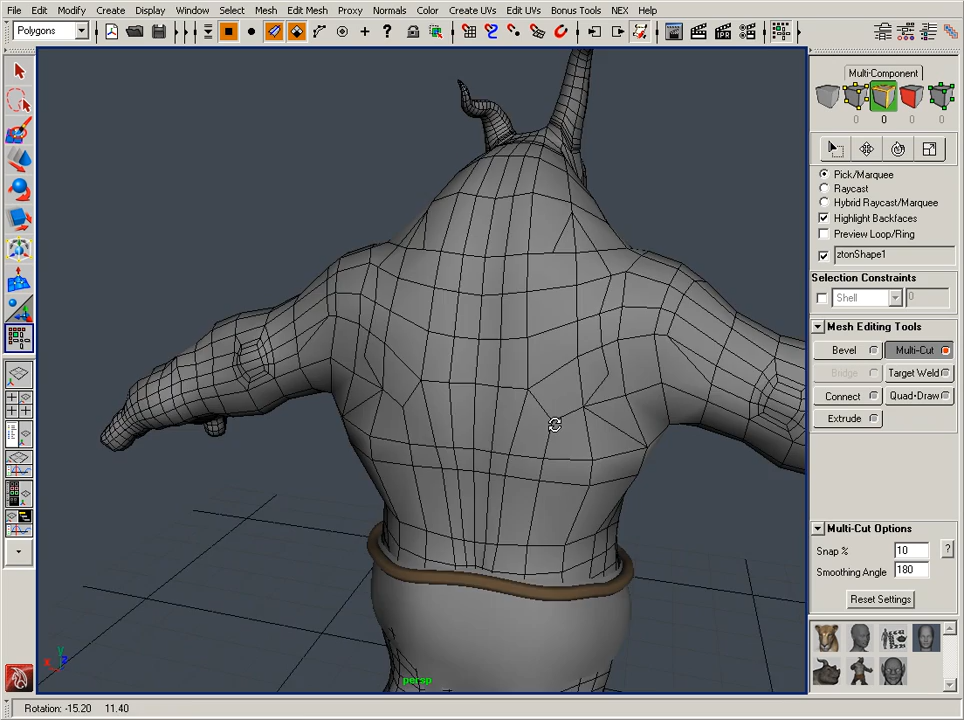 File Edit Modify Create Display Window Select Mesh Edit Mesh Proxy Normals Color Create UVs Edit UVs Bonus Tools NEX Help
Polygons
Multi-Component
0 0 0 0
Pick/Marquee
Raycast
Hybrid Raycast/Marquee
Highlight Backfaces
Preview Loop/Ring
ztonShape1
Selection Constraints
Shell 0
Mesh Editing Tools
Bevel Multi-Cut
Bridge Target Weld
Connect Quad-Draw
Extrude
Multi-Cut Options
Snap % 10 ?
Smoothing Angle 180
Reset Settings
y
x z
persp
Rotation: -15.20 11.40